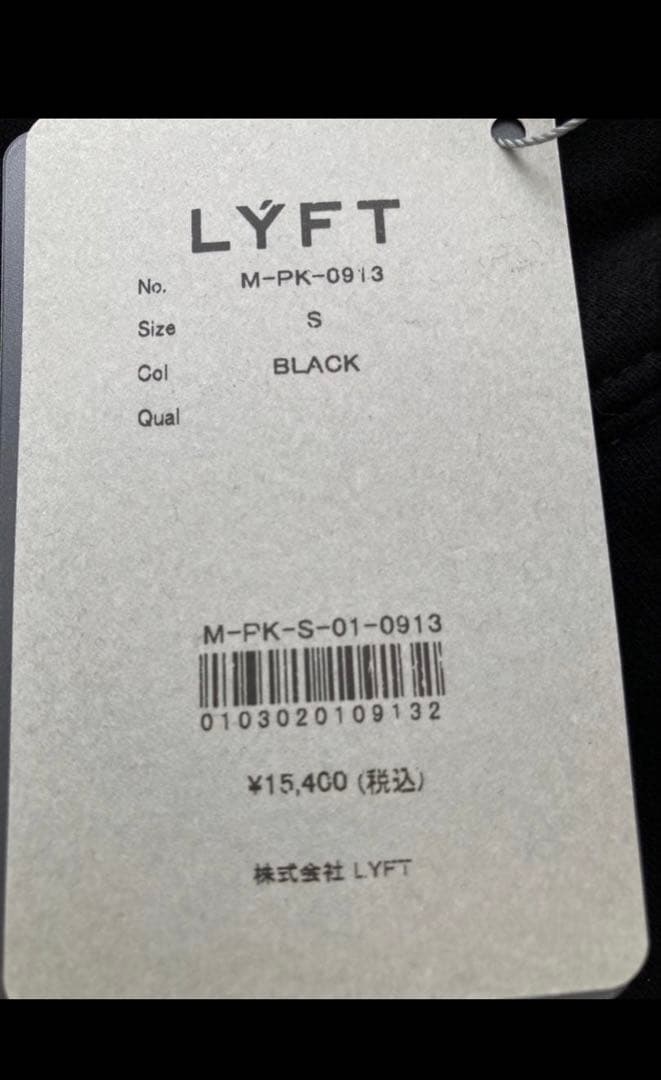 LÝFT
No. M-PK-0913
Size S
Col BLACK
Qual
M-PK-S-01-0913
0103020109132
¥15,400 (税込)
株式会社 LYFT